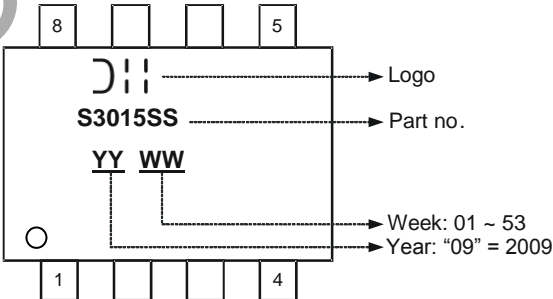 8 5
Logo
S3015SS Part no.
YY WW
Week: 01 ~ 53
Year: “09” = 2009
1 4